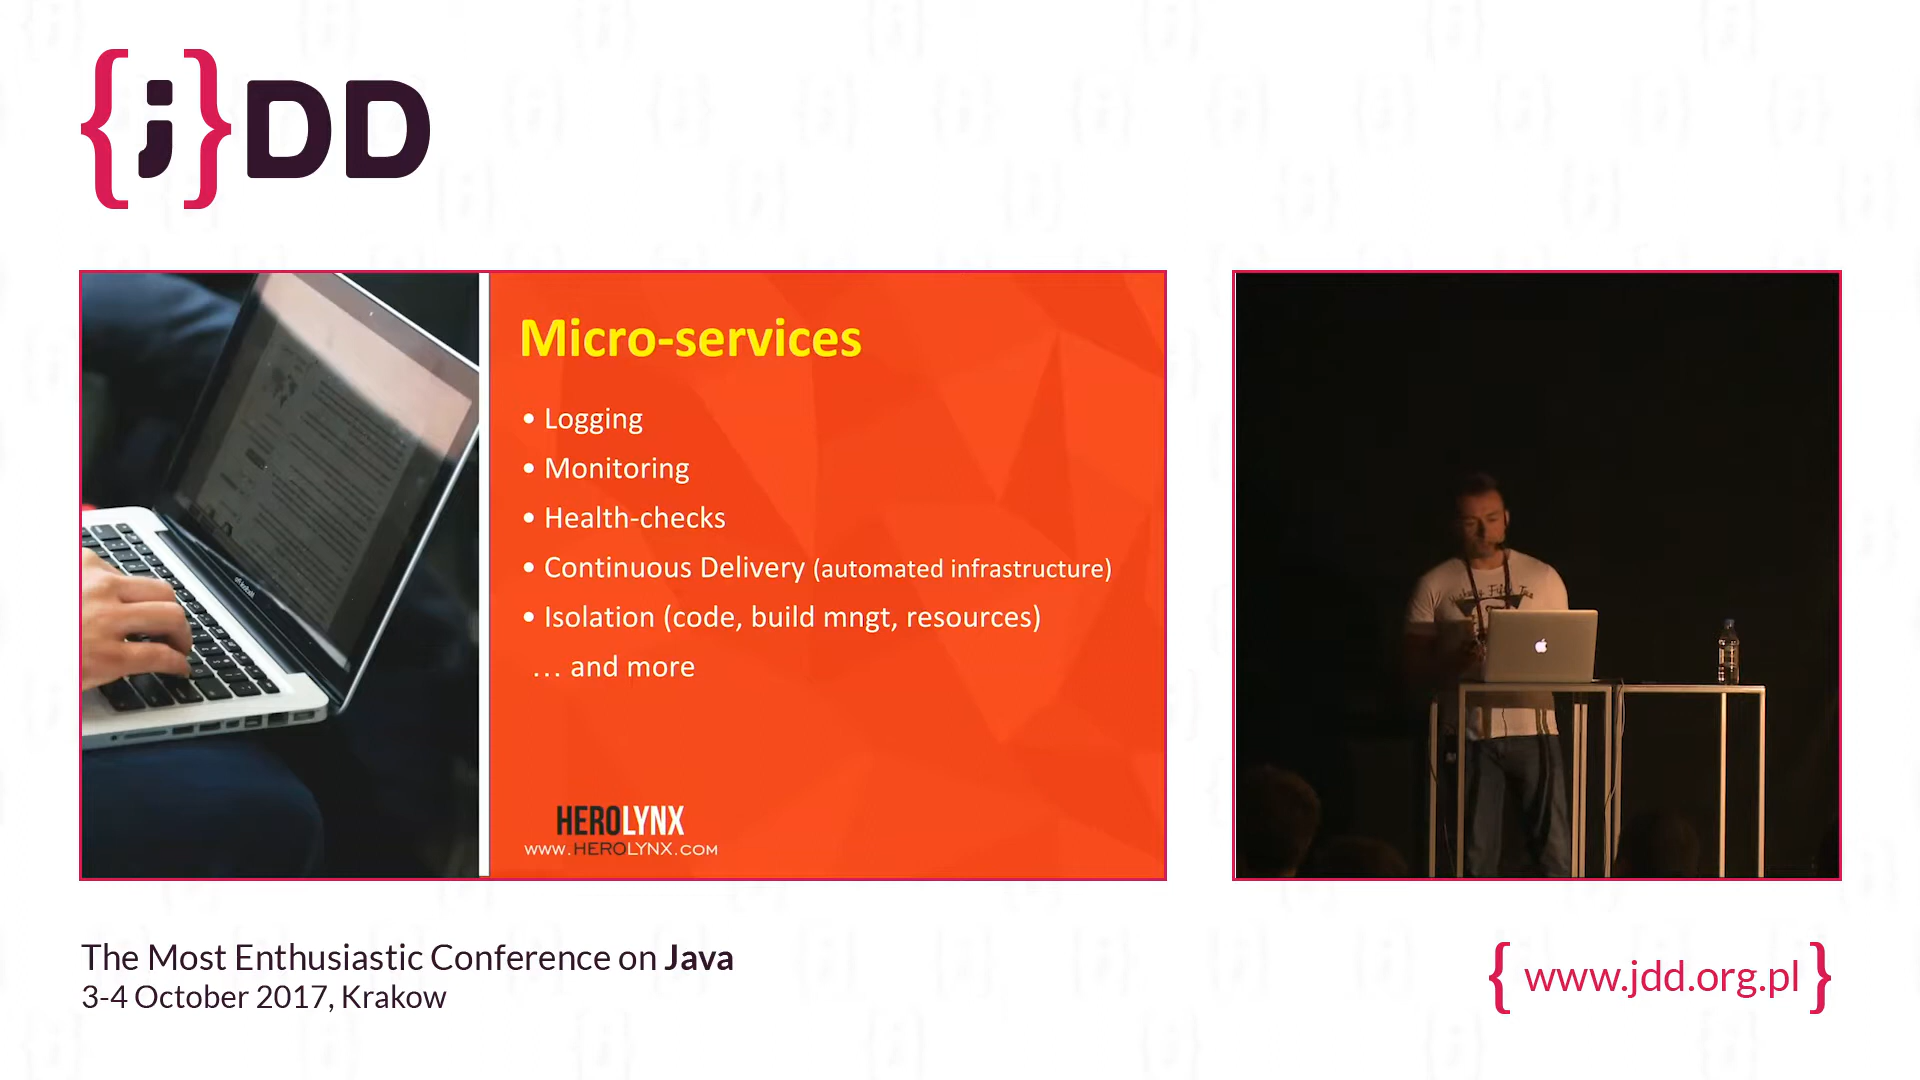 {;}DD
Micro-services
• Logging
• Monitoring
• Health-checks
• Continuous Delivery (automated infrastructure)
• Isolation (code, build mngt, resources)
... and more
HEROLYNX
www.HEROLYNX.COM
The Most Enthusiastic Conference on Java
3-4 October 2017, Krakow
{ www.jdd.org.pl }